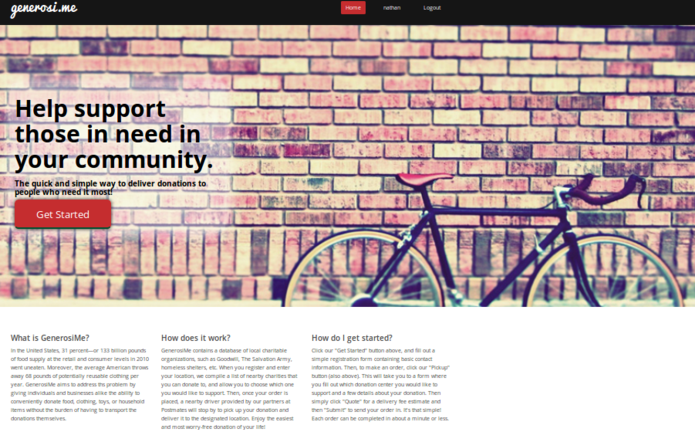 generosi.me
Home
nathan
Logout
Help support
those in need in
your community.
The quick and simple way to deliver donations to
people who need it most!
Get Started
What is GenerosiMe?
In the United States, 31 percent—or 133 billion pounds
of food supply at the retail and consumer levels in 2010
went uneaten. Moreover, the average American throws
away 68 pounds of potentially reusable clothing per
year. GenerosiMe aims to address this problem by
giving individuals and businesses alike the ability to
conveniently donate food, clothing, toys, or household
items without the burden of having to transport the
donations themselves.
How does it work?
GenerosiMe contains a database of local charitable
organizations, such as Goodwill, The Salvation Army,
homeless shelters, etc. When you register and enter
your location, we compile a list of nearby charities that
you can donate to, and allow you to choose which one
you would like to support. Then, once your order is
placed, a nearby driver provided by our partners at
Postmates will stop by to pick up your donation and
deliver it to the designated location. Enjoy the easiest
and most worry-free donation of your life!
How do I get started?
Click our "Get Started" button above, and fill out a
simple registration form containing basic contact
information. Then, to make an order, click our "Pickup"
button (also above). This will take you to a form where
you fill out which donation center you would like to
support and a few details about your donation. Then
simply click "Quote" for a delivery fee estimate and
then "Submit" to send your order in. It's that simple!
Each order can be completed in about a minute or less.